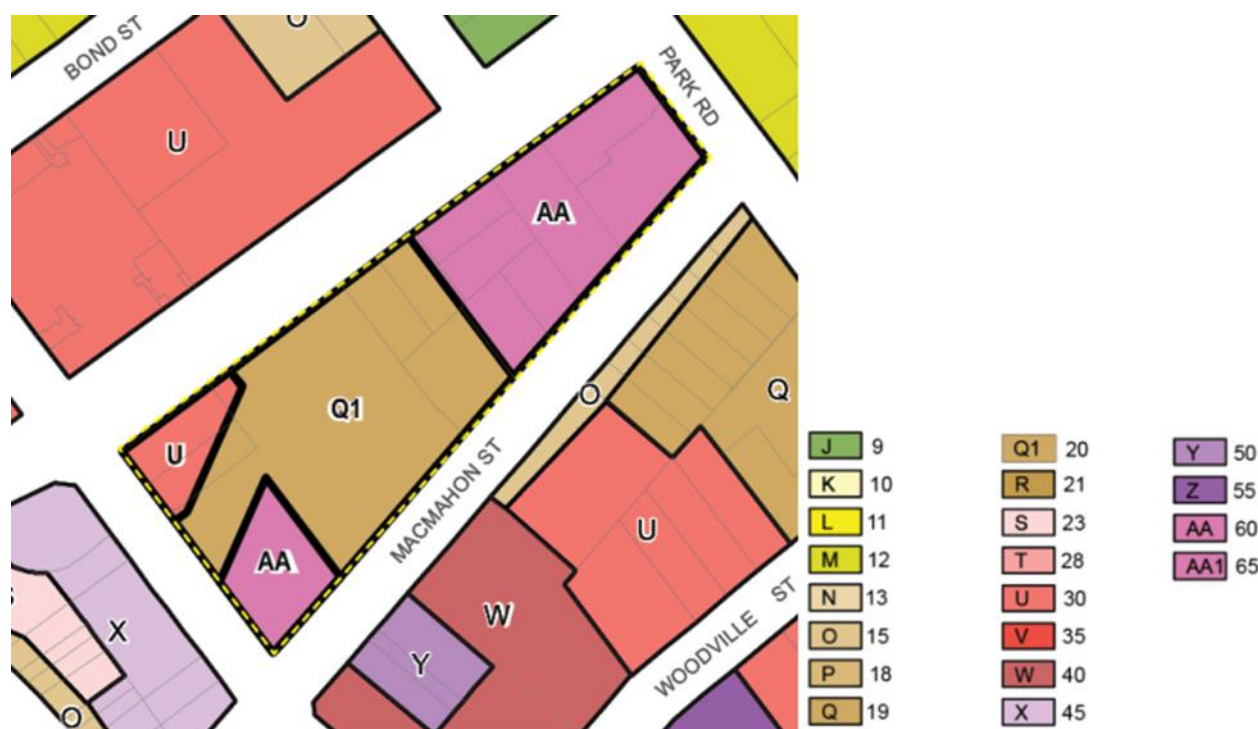 BOND ST
O
PARK RD
U
AA
Q1
O
Q
U
MACMAHON ST
AA
U
W
X
Y
WOODVILLE ST
O
J 9
K 10
L 11
M 12
N 13
O 15
P 18
Q 19
Q1 20
R 21
S 23
T 28
U 30
V 35
W 40
X 45
Y 50
Z 55
AA 60
AA1 65